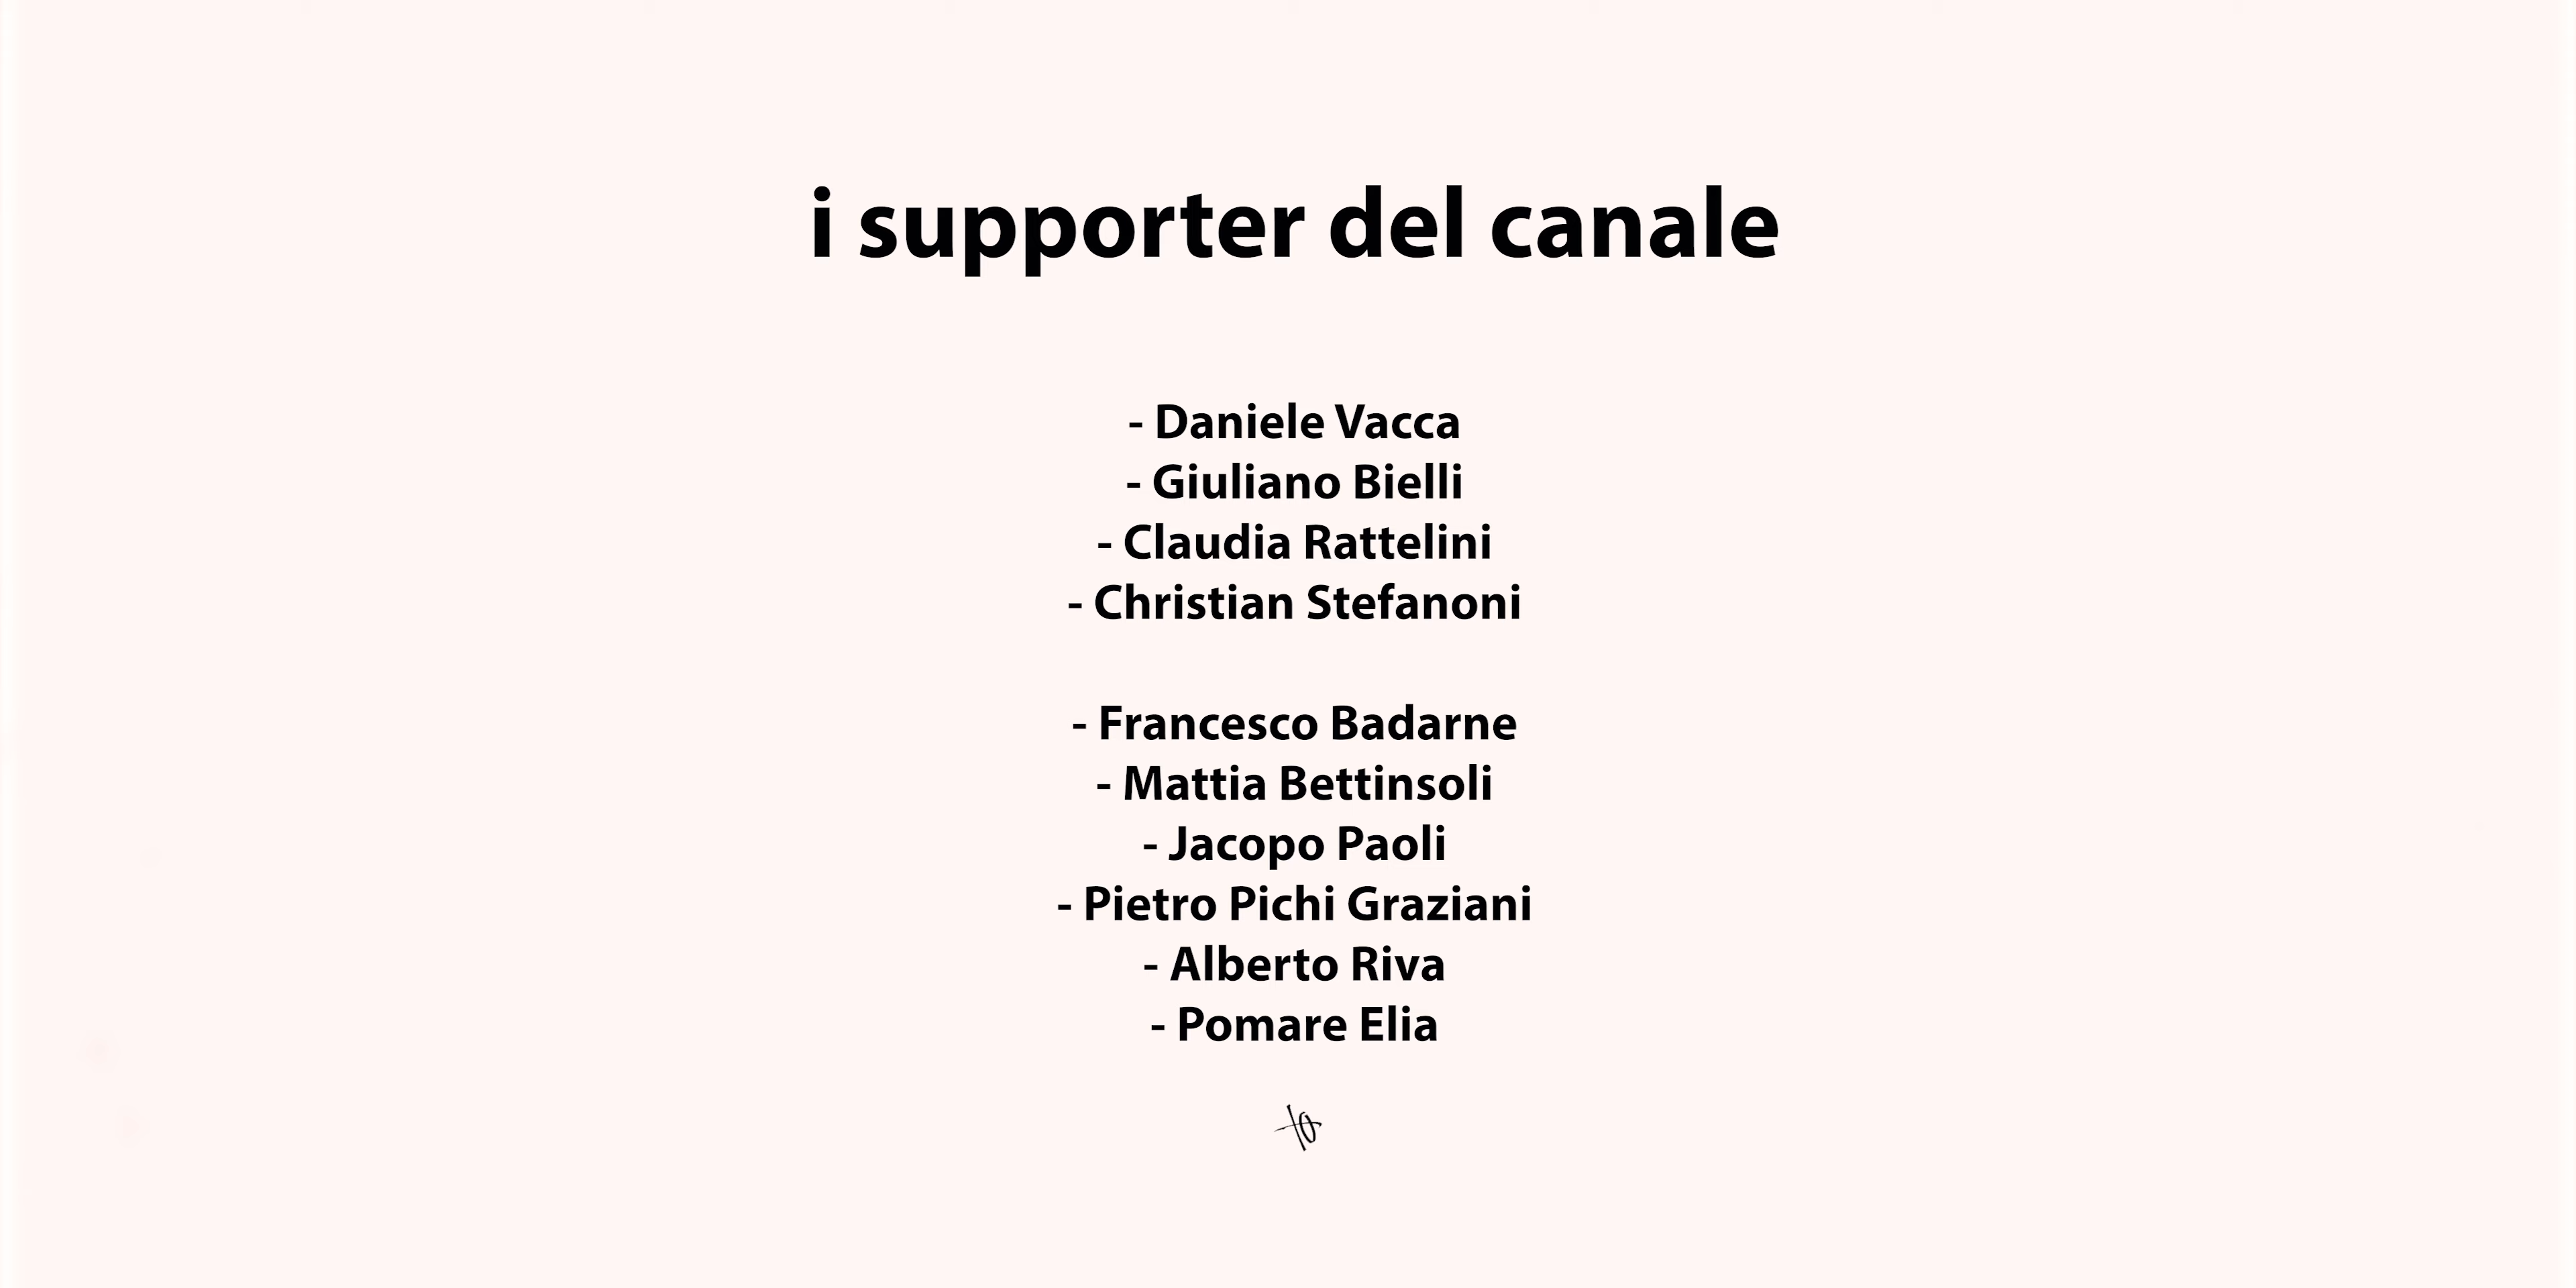 i supporter del canale
- Daniele Vacca
- Giuliano Bielli
- Claudia Rattelini
- Christian Stefanoni
- Francesco Badarne
- Mattia Bettinsoli
- Jacopo Paoli
- Pietro Pichi Graziani
- Alberto Riva
- Pomare Elia